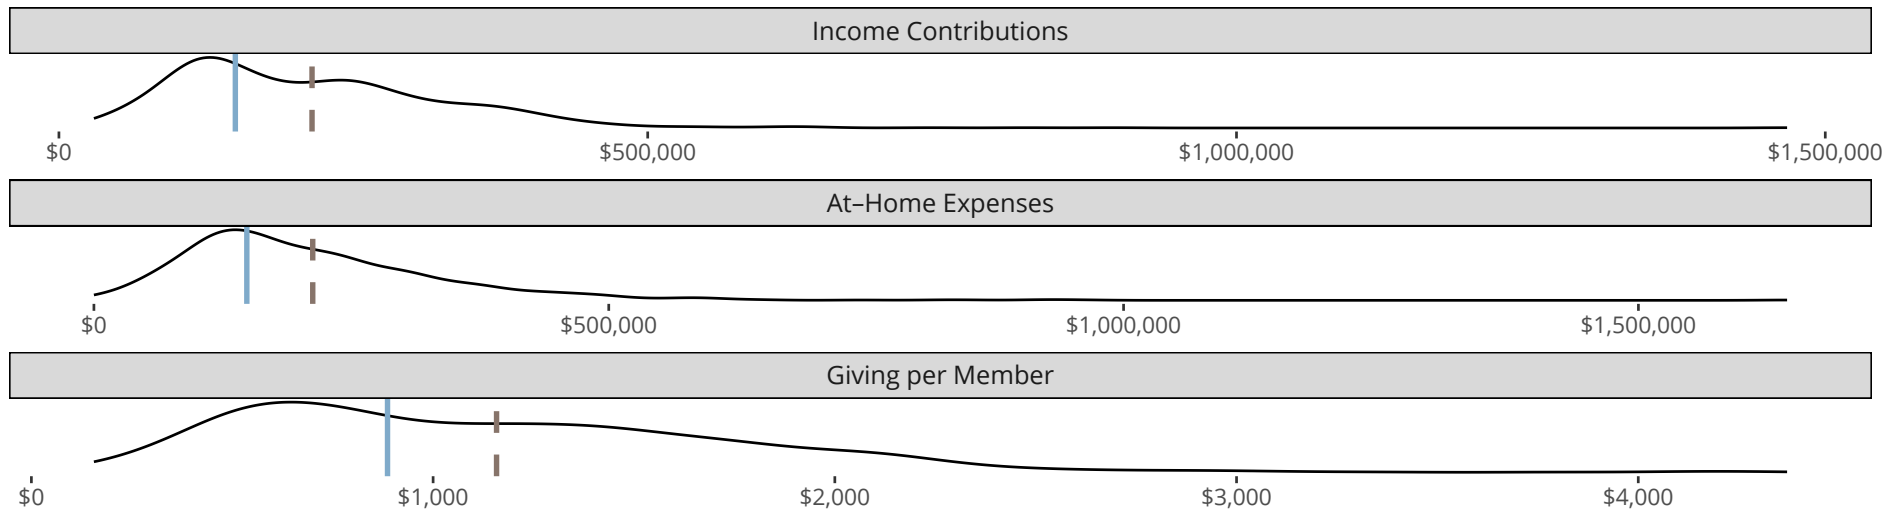 Income Contributions
$0 $500,000 $1,000,000 $1,500,000
At–Home Expenses
$0 $500,000 $1,000,000 $1,500,000
Giving per Member
$0 $1,000 $2,000 $3,000 $4,000